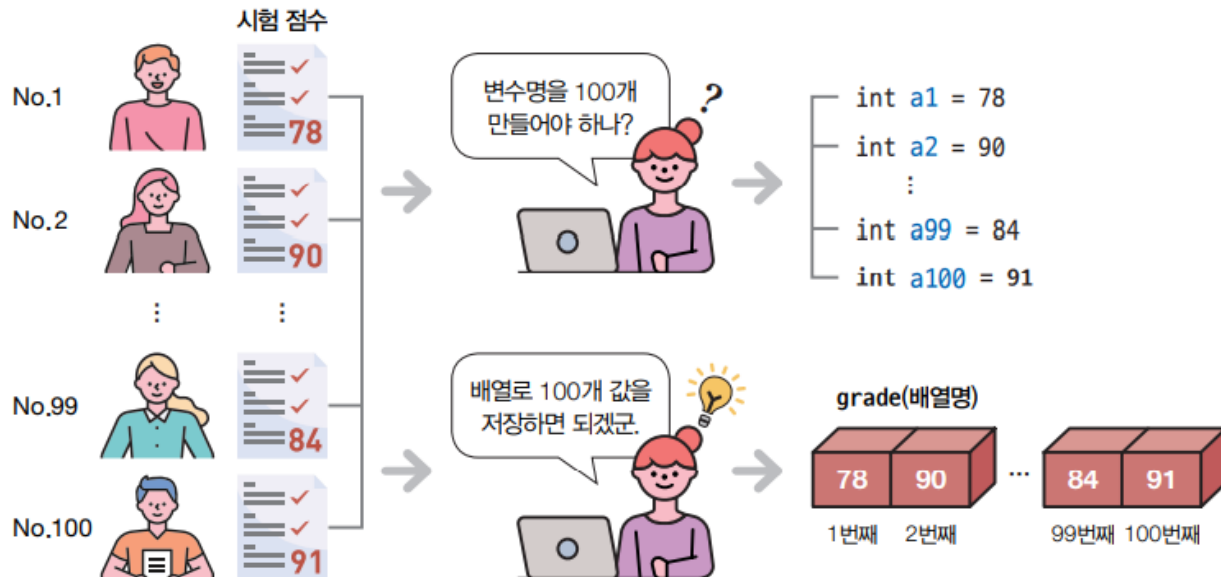 시험 점수
No.1
78
No.2
90
⋮
⋮
No.99
84
No.100
91
변수명을 100개
만들어야 하나?
?
int a1 = 78
int a2 = 90
⋮
int a99 = 84
int a100 = 91
배열로 100개 값을
저장하면 되겠군.
grade(배열명)
78 90 ... 84 91
1번째 2번째 99번째 100번째